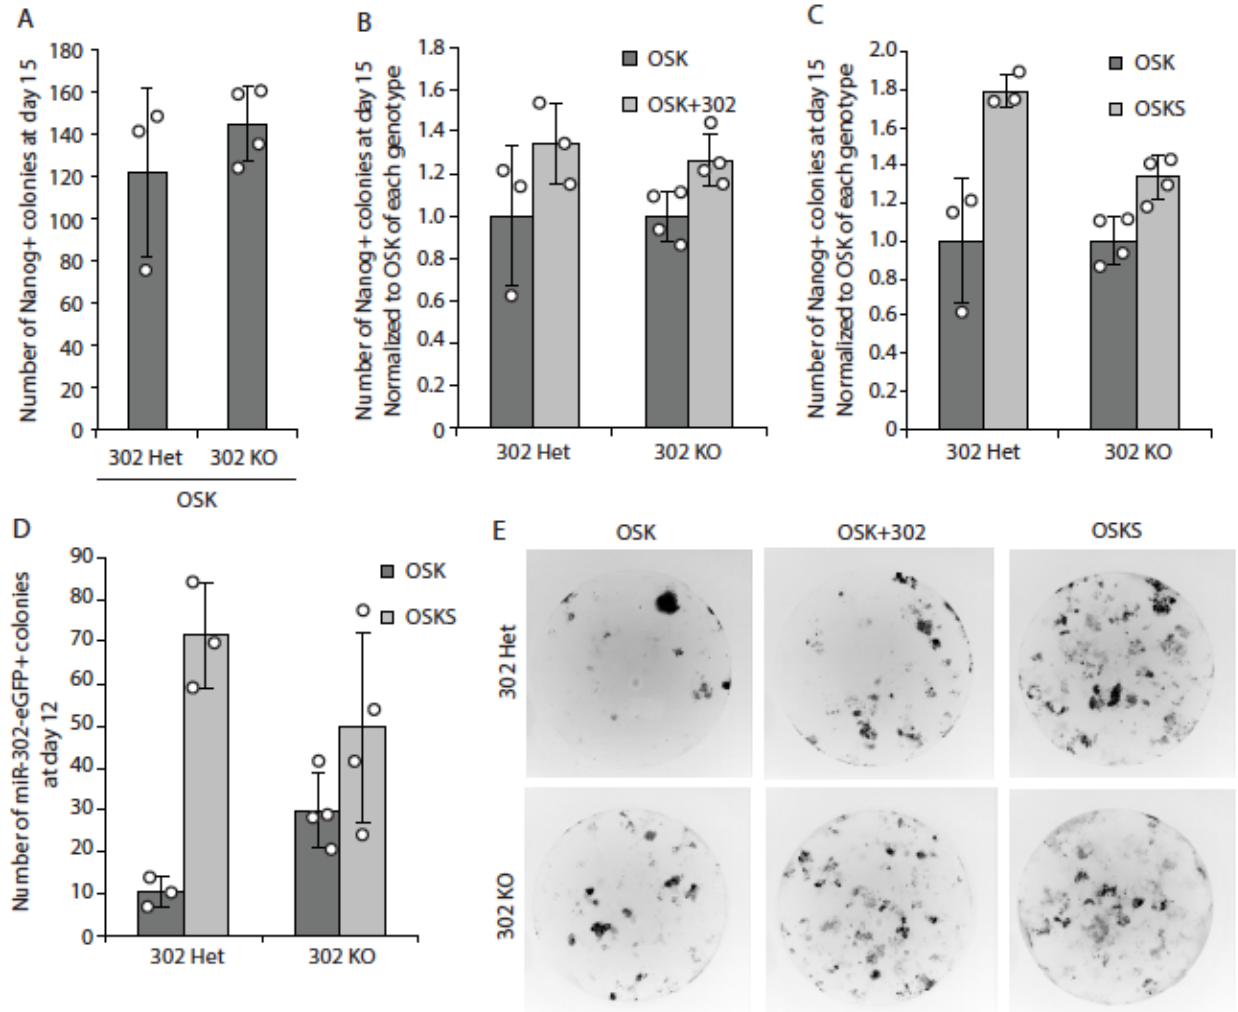 A
Number of Nanog+ colonies at day 15
180
160
140
120
100
80
60
40
20
0
302 Het 302 KO
OSK
B
Number of Nanog+ colonies at day 15
Normalized to OSK of each genotype
1.8
1.6
1.4
1.2
1.0
0.8
0.6
0.4
0.2
0
OSK
OSK+302
302 Het 302 KO
C
Number of Nanog+ colonies at day 15
Normalized to OSK of each genotype
2.0
1.8
1.6
1.4
1.2
1.0
0.8
0.6
0.4
0.2
0
OSK
OSKS
302 Het 302 KO
D
Number of miR-302-eGFP+ colonies
at day 12
90
80
70
60
50
40
30
20
10
0
OSK
OSKS
302 Het 302 KO
E
OSK OSK+302 OSKS
302 Het
302 KO